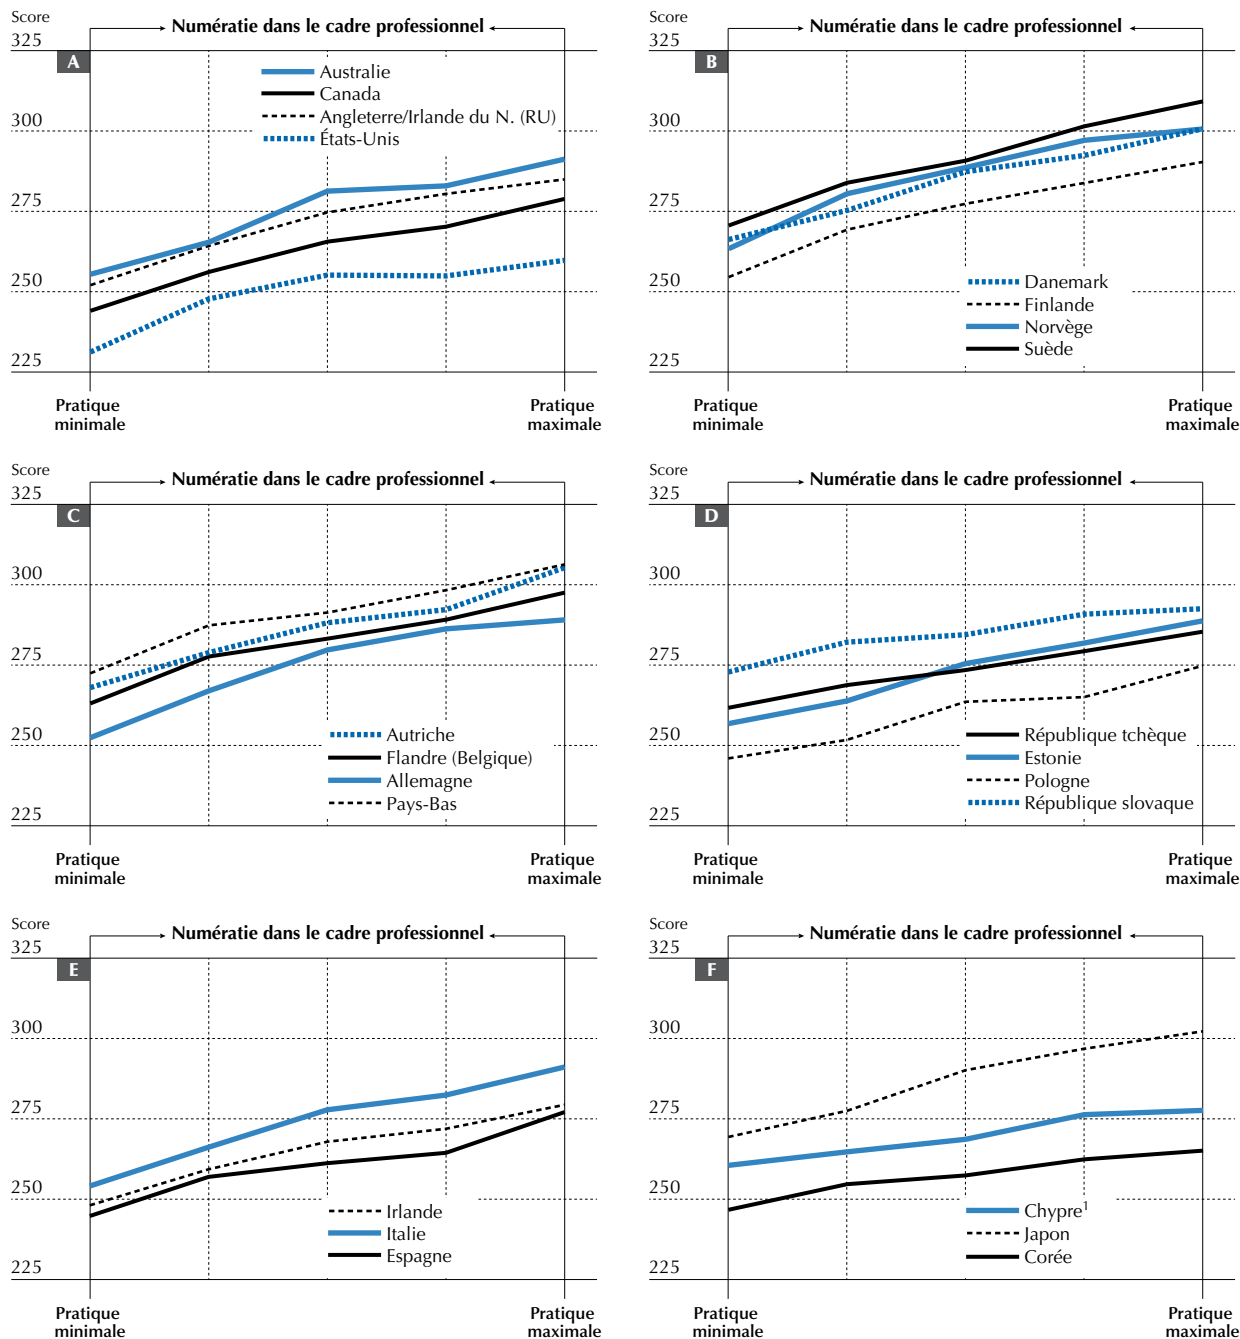 Score
325
Numératie dans le cadre professionnel
A
Australie
Canada
Angleterre/Irlande du N. (RU)
États-Unis
300
275
250
225
Pratique
minimale
Pratique
maximale
Score
325
Numératie dans le cadre professionnel
B
300
275
250
Danemark
Finlande
Norvège
Suède
225
Pratique
minimale
Pratique
maximale
Score
325
Numératie dans le cadre professionnel
C
300
275
250
Autriche
Flandre (Belgique)
Allemagne
Pays-Bas
225
Pratique
minimale
Pratique
maximale
Score
325
Numératie dans le cadre professionnel
D
300
275
250
République tchèque
Estonie
Pologne
République slovaque
225
Pratique
minimale
Pratique
maximale
Score
325
Numératie dans le cadre professionnel
E
300
275
250
Irlande
Italie
Espagne
225
Pratique
minimale
Pratique
maximale
Score
325
Numératie dans le cadre professionnel
F
300
275
250
Chypre¹
Japon
Corée
225
Pratique
minimale
Pratique
maximale